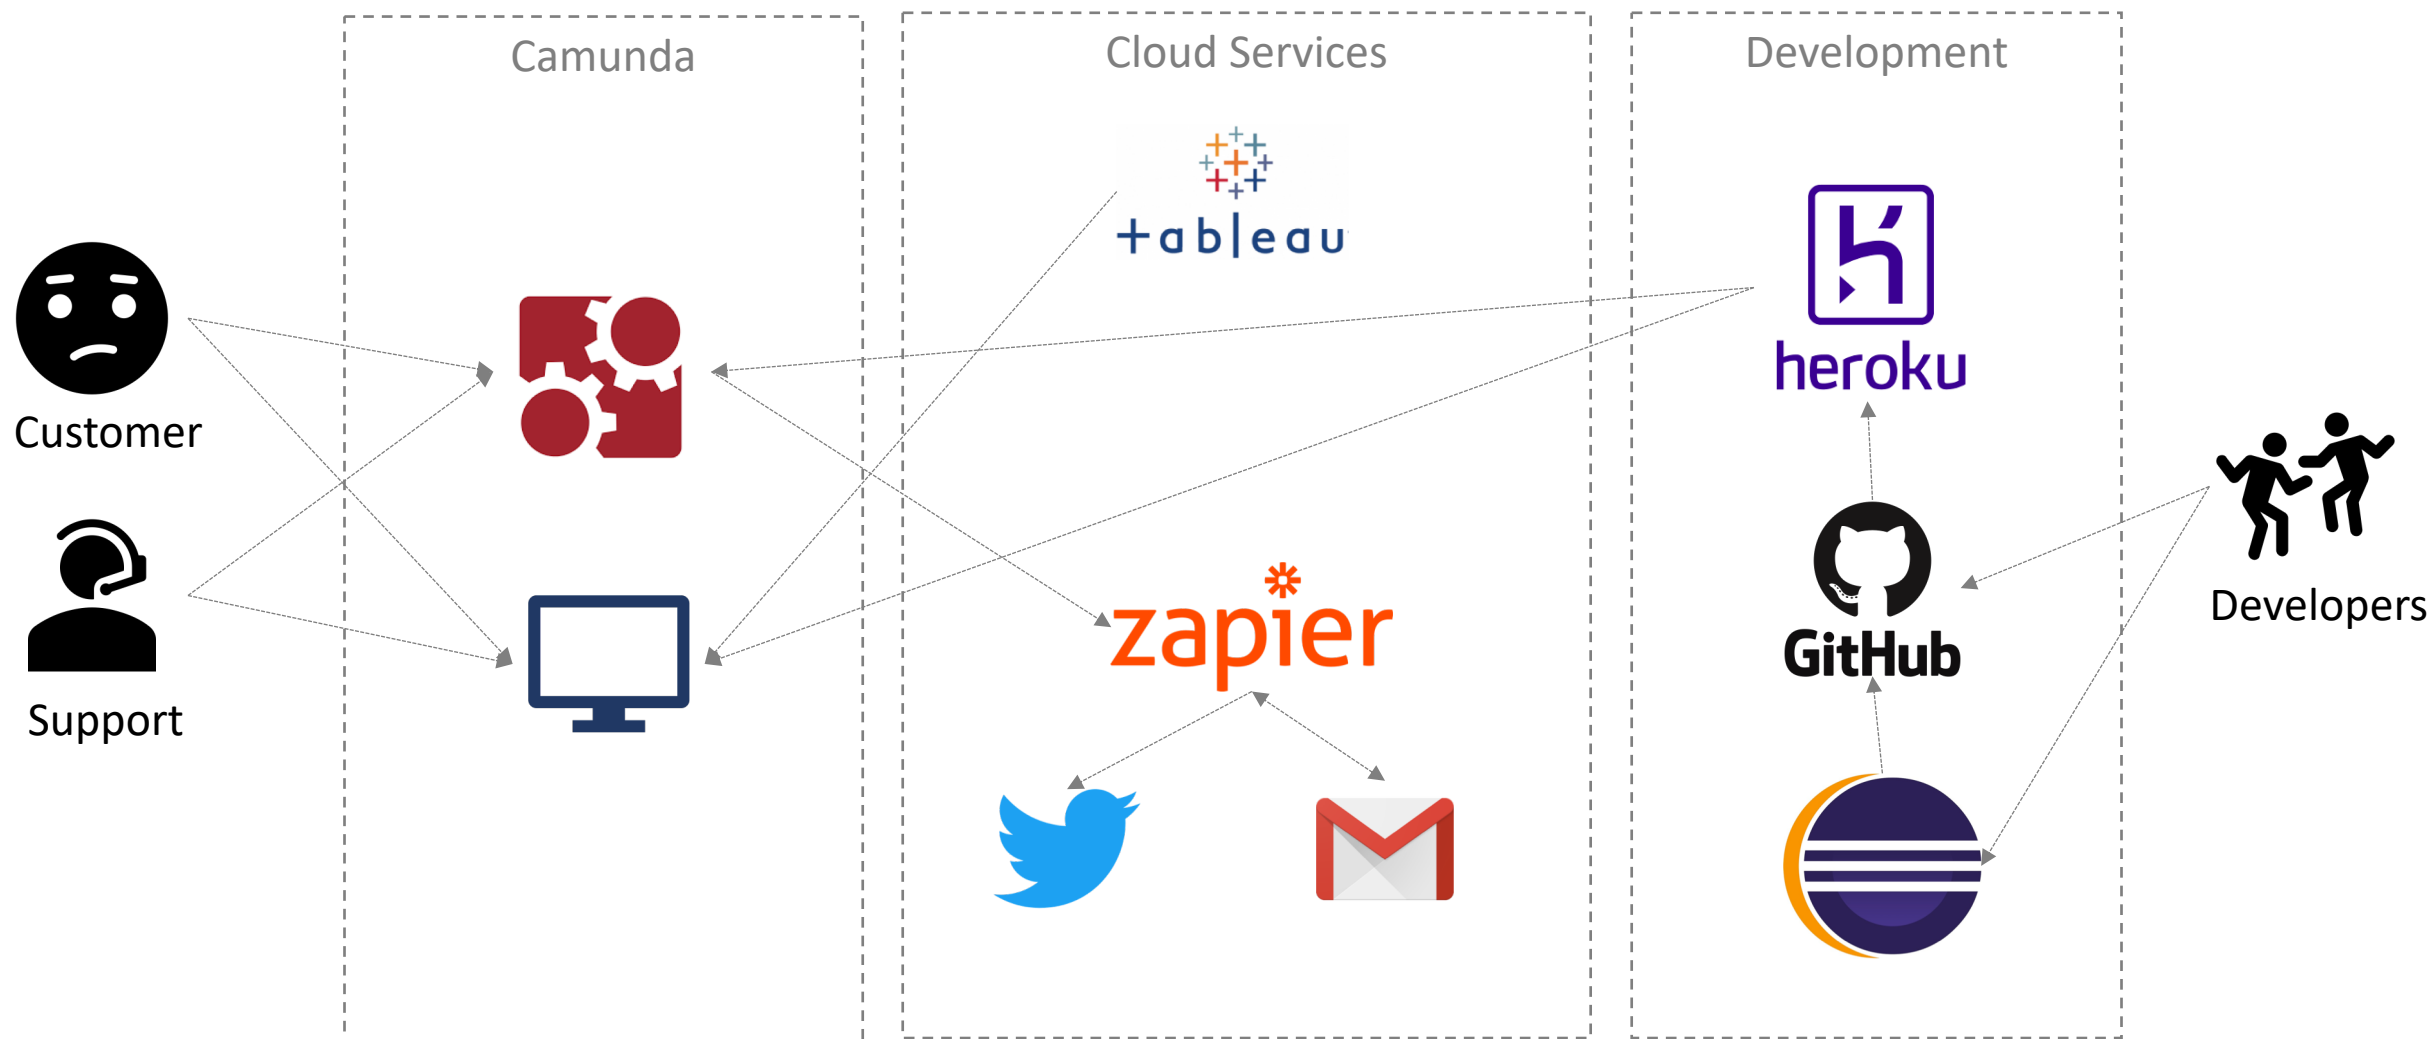 Camunda
Cloud Services
Development
+ableau
heroku
Customer
zapier
GitHub
Developers
Support